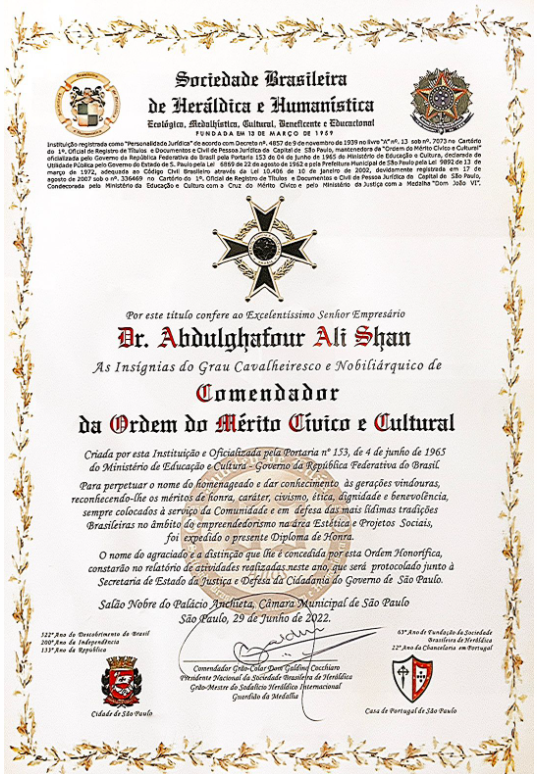 Sociedade Brasileira
de Heráldica e Humanística
Ecológica, Medalhística, Cultural, Beneficente e Educacional
FUNDADA EM 13 DE MARÇO DE 1959
Instituição registrada como "Personalidade Jurídica" de acordo com Decreto nº. 4857 de 9 de novembro de 1939 no livro "A" nº. 13 sob nº. 7073 no Cartório
do 1º. Oficial de Registro de Títulos e Documentos e Civil de Pessoa Jurídica da Capital de São Paulo, mantenedora da "Ordem do Mérito Cívico e Cultural"
oficializada pelo Governo da República Federativa do Brasil pela Portaria 153 de 04 de junho de 1965 do Ministério de Educação e Cultura, declarada de
Utilidade Pública pelo Governo do Estado de S. Paulo pela Lei 6869 de 22 de agosto de 1962 e pela Prefeitura Municipal de São Paulo pela Lei 9892 de 13 de
março de 1972, adequada ao Código Civil Brasileiro através da Lei 10.406 de 10 de janeiro de 2002, devidamente registrada em 17 de
agosto de 2007 sob o nº. 336469 no Cartório do 1º. Oficial de Registro de Títulos e Documentos e Civil de Pessoa Jurídica da Capital de São Paulo,
Condecorada pelo Ministério da Educação e Cultura com a Cruz do Mérito Cívico e pelo Ministério da Justiça com a Medalha "Dom João VI".
Por este título confere ao Excelentíssimo Senhor Empresário
Dr. Abdulghafour Ali Shan
As Insígnias do Grau Cavalheiresco e Nobiliárquico de
Comendador
da Ordem do Mérito Cívico e Cultural
Criada por esta Instituição e Oficializada pela Portaria nº 153, de 4 de junho de 1965
do Ministério de Educação e Cultura - Governo da República Federativa do Brasil.
Para perpetuar o nome do homenageado e dar conhecimento às gerações vindouras,
reconhecendo-lhe os méritos de honra, caráter, civismo, ética, dignidade e benevolência,
sempre colocados à serviço da Comunidade e em defesa das mais lídimas tradições
Brasileiras no âmbito do empreendedorismo na área Estética e Projetos Sociais,
foi expedido o presente Diploma de Honra.
O nome do agraciado e a distinção que lhe é concedida por esta Ordem Honorífica,
constarão no relatório de atividades realizadas neste ano, que será protocolado junto à
Secretaria de Estado da Justiça e Defesa da Cidadania do Governo de São Paulo.
Salão Nobre do Palácio Anchieta, Câmara Municipal de São Paulo
São Paulo, 29 de Junho de 2022.
522º Ano do Descobrimento do Brasil
200º Ano da Independência
133º Ano da República
63º Ano de Fundação da Sociedade
Brasileira de Heráldica
22º Ano da Chancelaria em Portugal
Comendador Grão-Colar Dom Galdino Cocchiaro
Presidente Nacional da Sociedade Brasileira de Heráldica
Grão-Mestre do Sodalício Heráldico Internacional
Guardião da Medalha
Cidade de São Paulo
Casa de Portugal de São Paulo